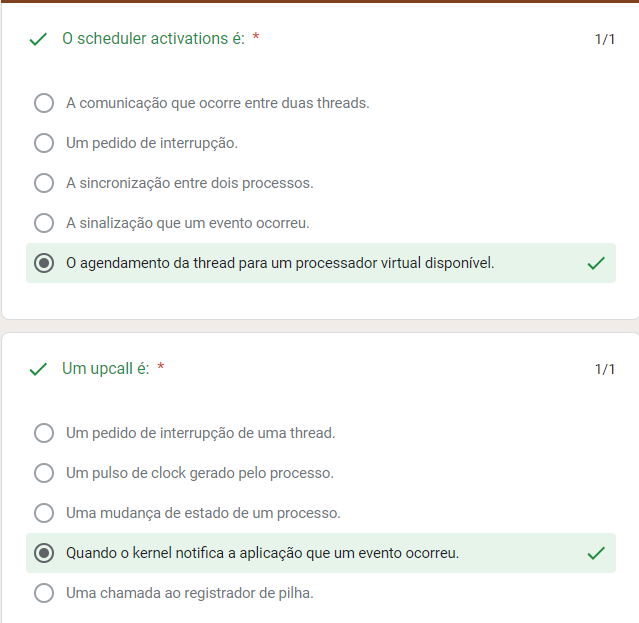 O scheduler activations é: * 1/1
A comunicação que ocorre entre duas threads.
Um pedido de interrupção.
A sincronização entre dois processos.
A sinalização que um evento ocorreu.
O agendamento da thread para um processador virtual disponível.
Um upcall é: * 1/1
Um pedido de interrupção de uma thread.
Um pulso de clock gerado pelo processo.
Uma mudança de estado de um processo.
Quando o kernel notifica a aplicação que um evento ocorreu.
Uma chamada ao registrador de pilha.